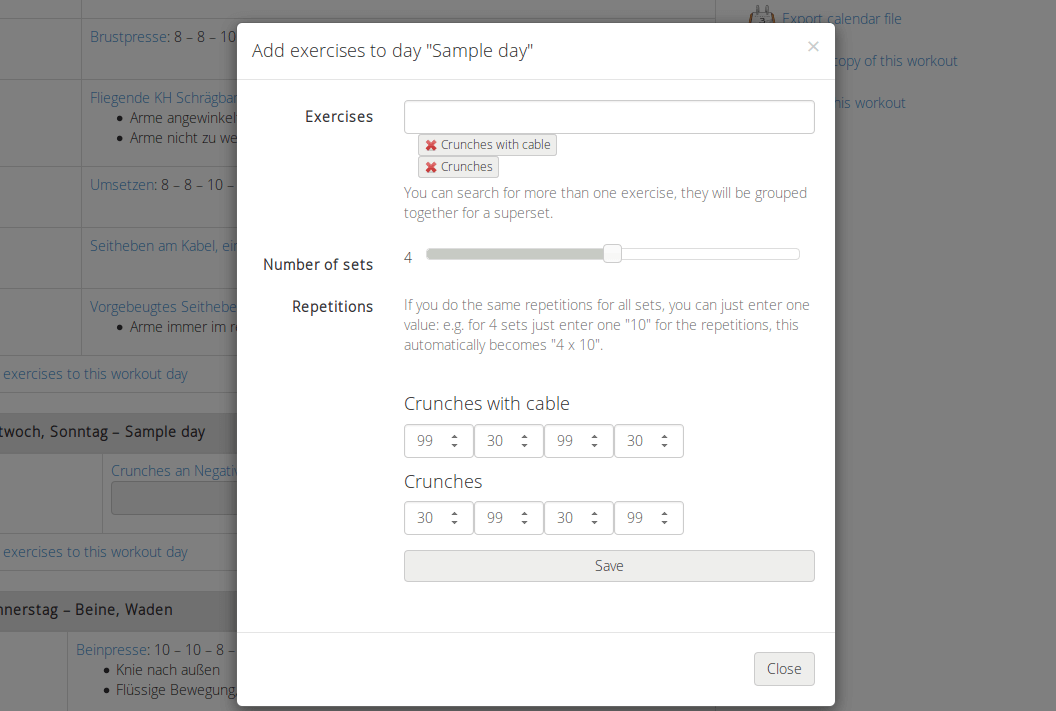 Export calendar file
Brustpresse: 8 – 8 – 10
Add exercises to day "Sample day"
×
copy of this workout
Fliegende KH Schrägban
this workout
• Arme angewinkel
• Arme nicht zu we
Exercises
Crunches with cable
Crunches
You can search for more than one exercise, they will be grouped
together for a superset.
Umsetzen: 8 – 8 – 10 –
Seitheben am Kabel, ein
Number of sets
4
Vorgebeugtes Seithebe
• Arme immer im r
Repetitions
If you do the same repetitions for all sets, you can just enter one
value: e.g. for 4 sets just enter one "10" for the repetitions, this
automatically becomes "4 x 10".
exercises to this workout day
Crunches with cable
99 30 99 30
twoch, Sonntag – Sample day
Crunches an Negativ
Crunches
30 99 30 99
exercises to this workout day
Save
nnerstag – Beine, Waden
Beinpresse: 10 – 10 – 8 –
• Knie nach außen
• Flüssige Bewegung,
Close